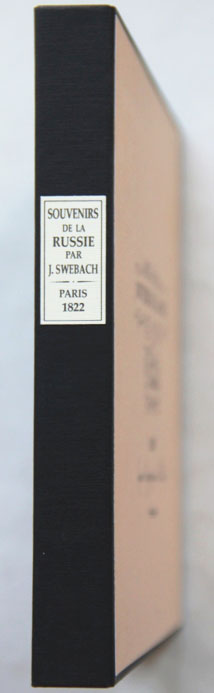 SOUVENIRS
DE LA
RUSSIE
PAR
J. SWEBACH
PARIS
1822